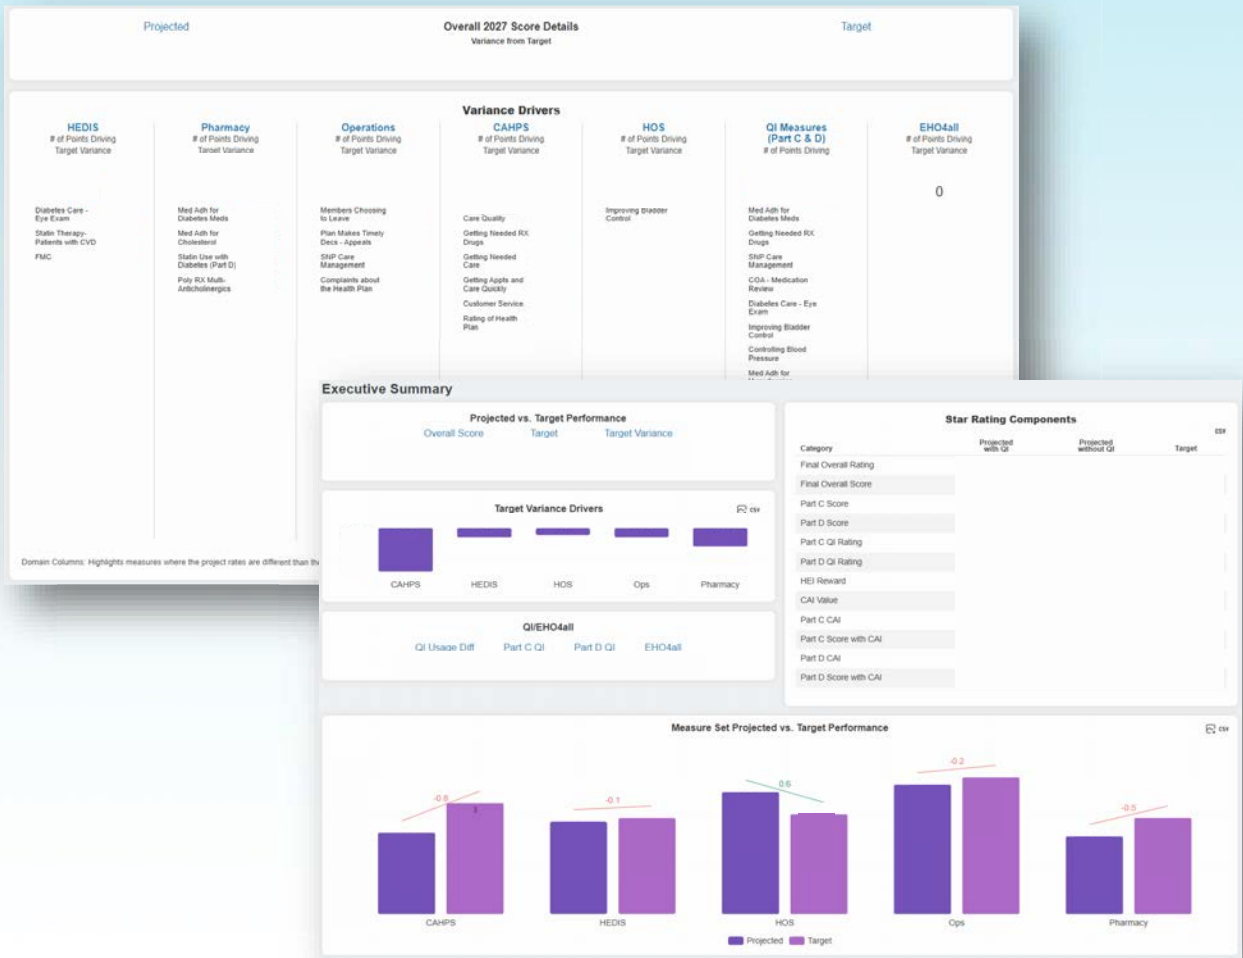 Projected
Overall 2027 Score Details
Target
Variance from Target
Variance Drivers
HEDIS
# of Points Driving
Target Variance
Diabetes Care -
Eye Exam
Statin Therapy-
Patients with CVD
FMC
Pharmacy
# of Points Driving
Target Variance
Med Adh for
Diabetes Meds
Med Adh for
Cholesterol
Statin Use with
Diabetes (Part D)
Poly RX Multi-
Anticholinergics
Operations
# of Points Driving
Target Variance
Members Choosing
to Leave
Plan Makes Timely
Decs - Appeals
SNP Care
Management
Complaints about
the Health Plan
CAHPS
# of Points Driving
Target Variance
Care Quality
Getting Needed RX
Drugs
Getting Needed
Care
Getting Appts and
Care Quickly
Customer Service
Rating of Health
Plan
HOS
# of Points Driving
Target Variance
Improving Bladder
Control
QI Measures
(Part C & D)
# of Points Driving
Med Adh for
Diabetes Meds
Getting Needed RX
Drugs
SNP Care
Management
COA - Medication
Review
Diabetes Care - Eye
Exam
Improving Bladder
Control
Controlling Blood
Pressure
Med Adh for
EHO4all
# of Points Driving
Target Variance
0
Domain Columns: Highlights measures where the project rates are different than the
Executive Summary
Projected vs. Target Performance
Overall Score Target Target Variance
Target Variance Drivers
csv
CAHPS HEDIS HOS Ops Pharmacy
QI/EHO4all
QI Usage Diff Part C QI Part D QI EHO4all
Star Rating Components
csv
Category Projected with QI Projected without QI Target
Final Overall Rating
Final Overall Score
Part C Score
Part D Score
Part C QI Rating
Part D QI Rating
HEI Reward
CAI Value
Part C CAI
Part C Score with CAI
Part D CAI
Part D Score with CAI
Measure Set Projected vs. Target Performance
csv
-0.1
0.6
-0.2
-0.5
3
CAHPS HEDIS HOS Ops Pharmacy
Projected Target